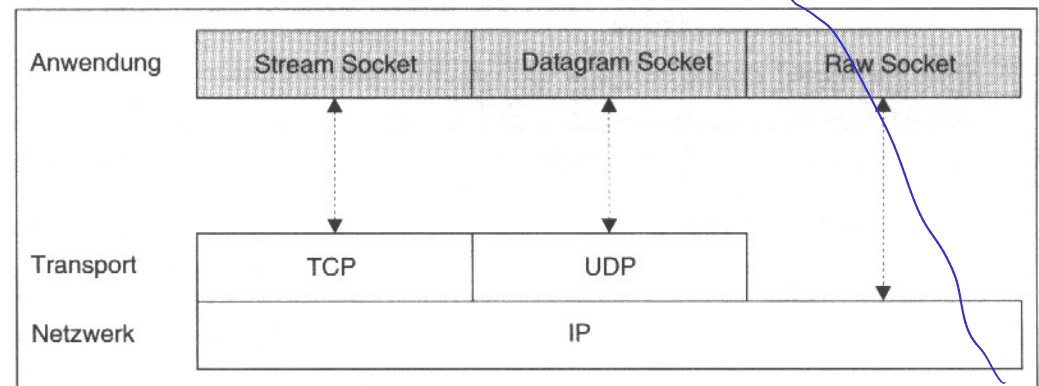 Anwendung Stream Socket Datagram Socket Raw Socket
Transport TCP UDP
Netzwerk IP